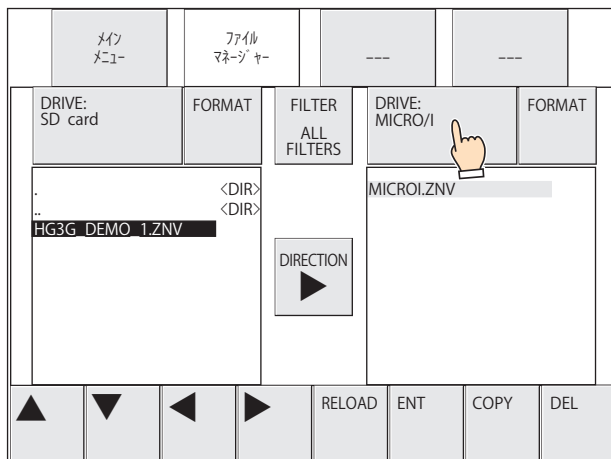 メイン
メニュー
ファイル
マネージャー
---
---
DRIVE:
SD card
FORMAT
FILTER
ALL
FILTERS
DRIVE:
MICRO/I
FORMAT
. <DIR>
.. <DIR>
HG3G_DEMO_1.ZNV
MICROI.ZNV
DIRECTION
RELOAD
ENT
COPY
DEL